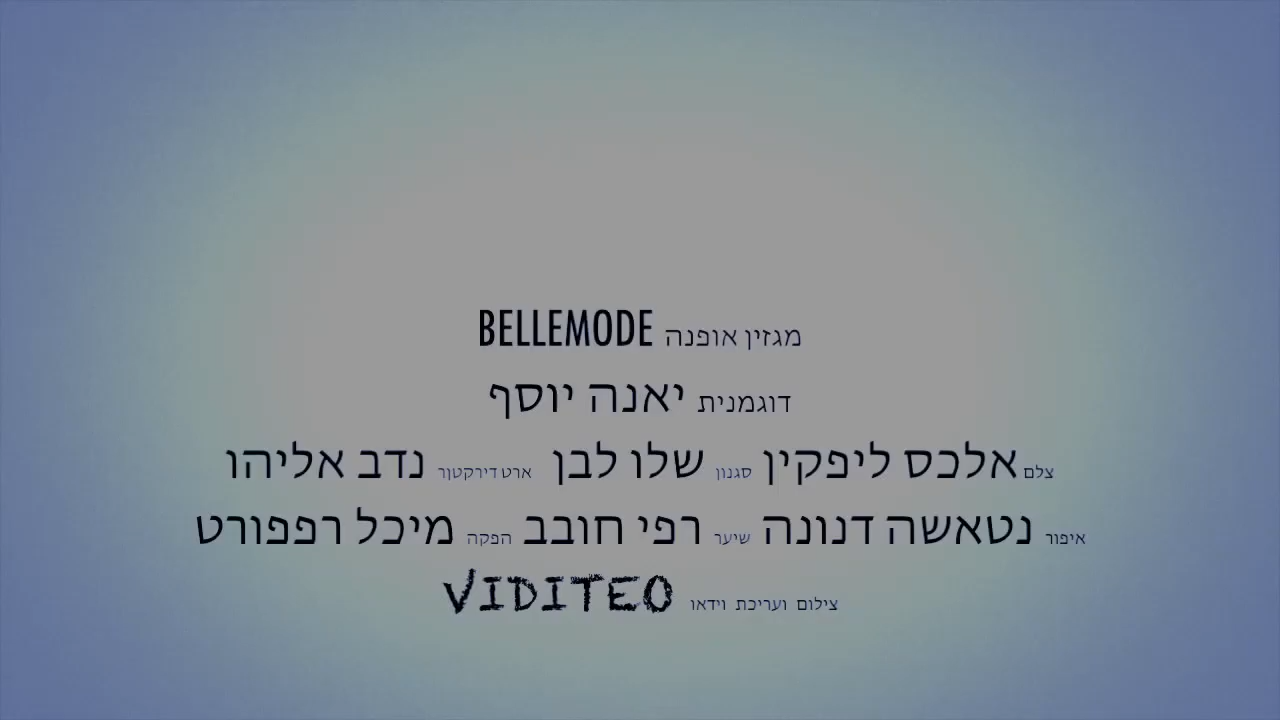 מגזין אופנה BELLEMODE
דוגמנית יאנה יוסף
צלם אלכס ליפקין סגנון שלו לבן ארט דירקטור נדב אליהו
איפור נטאשה דנונה שיער רפי חובב הפקה מיכל רפפורט
צילום ועריכת וידאו VIDITEO